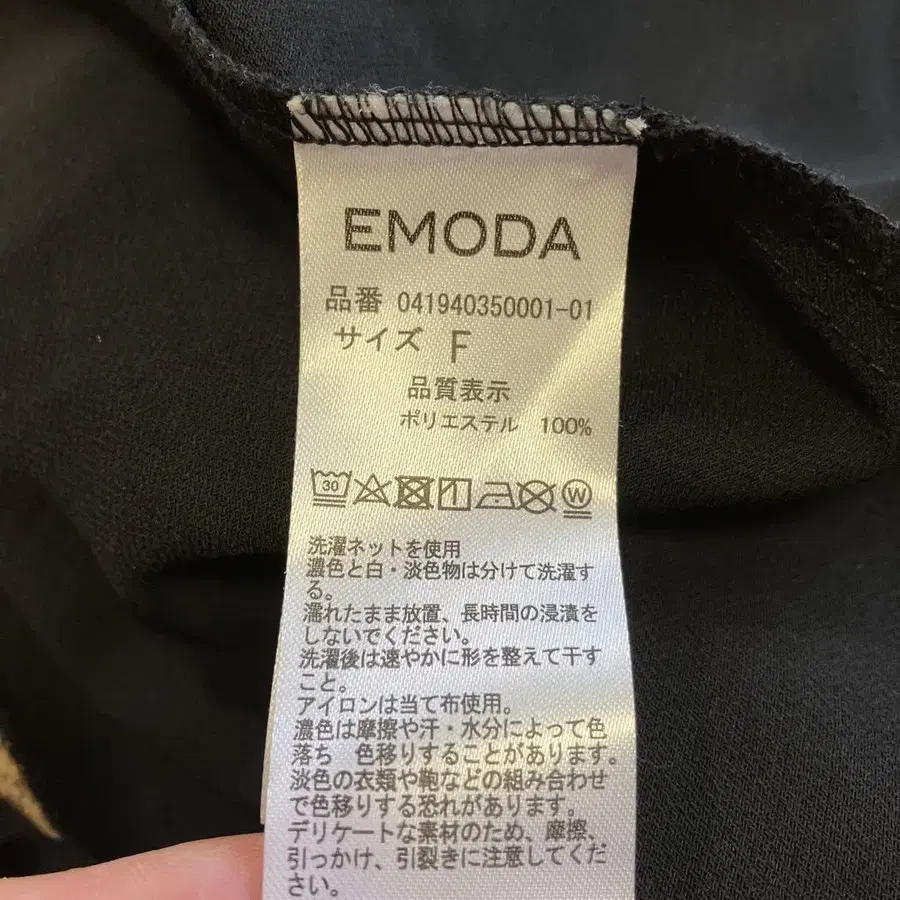 EMODA
品番 041940350001-01
サイズ F
品質表示
ポリエステル 100%
30 W
洗濯ネットを使用
濃色と白・淡色物は分けて洗濯す
る。
濡れたまま放置、長時間の浸漬を
しないでください。
洗濯後は速やかに形を整えて干す
こと。
アイロンは当て布使用。
濃色は摩擦や汗・水分によって色
落ち 色移りすることがあります。
淡色の衣類や鞄などの組み合わせ
で色移りする恐れがあります。
デリケートな素材のため、摩擦、
引っかけ、引裂きに注意してくだ
さい。